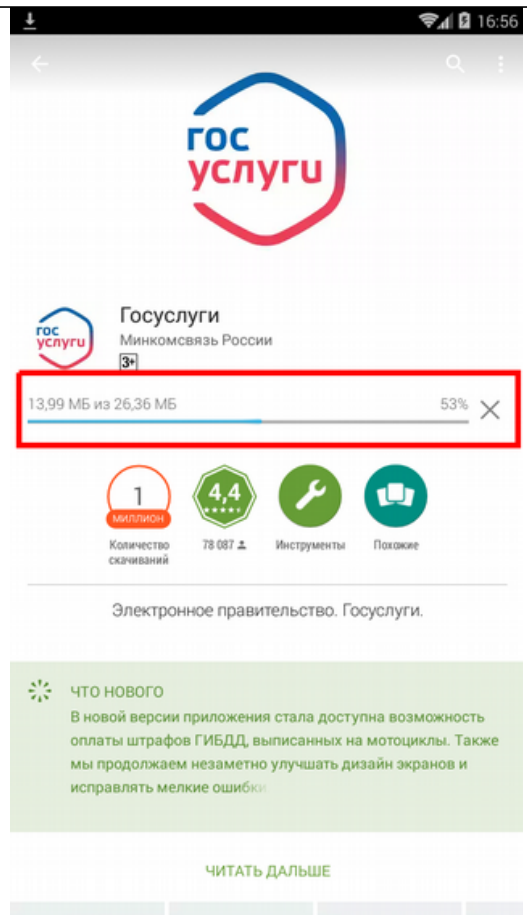 16:56
гос
услуги
гос
услуги
Госуслуги
Минкомсвязь России
3+
13,99 МБ из 26,36 МБ 53%
1
МИЛЛИОН
4,4
Количество
скачиваний
78 087
Инструменты
Похожие
Электронное правительство. Госуслуги.
ЧТО НОВОГО
В новой версии приложения стала доступна возможность
оплаты штрафов ГИБДД, выписанных на мотоциклы. Также
мы продолжаем незаметно улучшать дизайн экранов и
исправлять мелкие ошибки
ЧИТАТЬ ДАЛЬШЕ